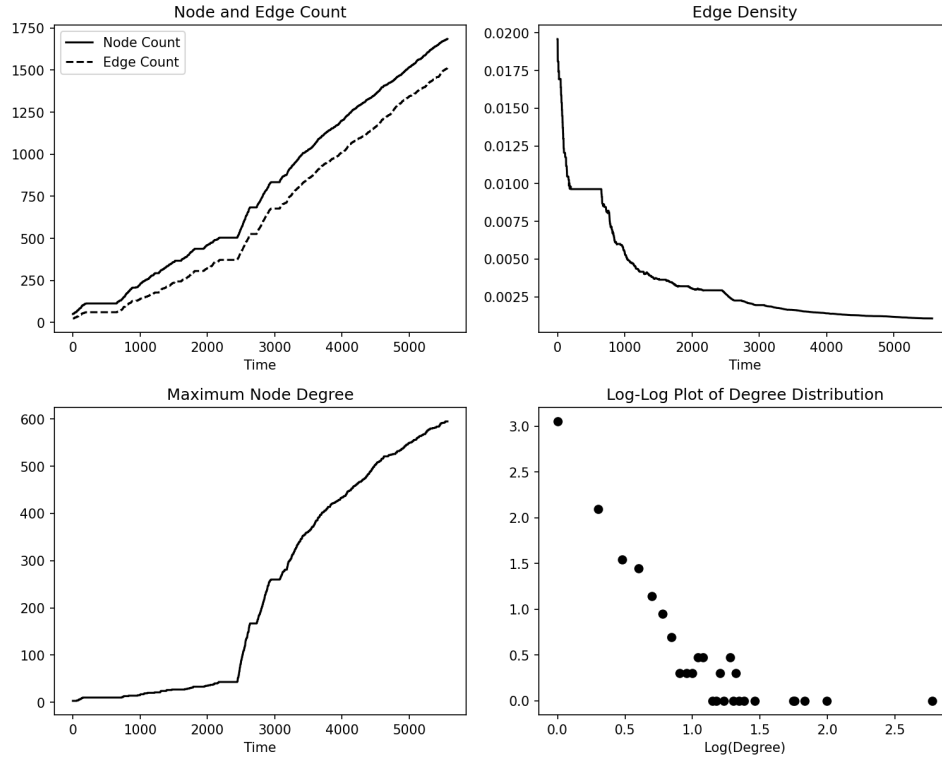 Node and Edge Count
Node Count
Edge Count
1750
1500
1250
1000
750
500
250
0
0 1000 2000 3000 4000 5000
Time
Edge Density
0.0200
0.0175
0.0150
0.0125
0.0100
0.0075
0.0050
0.0025
0 1000 2000 3000 4000 5000
Time
Maximum Node Degree
600
500
400
300
200
100
0
0 1000 2000 3000 4000 5000
Time
Log-Log Plot of Degree Distribution
3.0
2.5
2.0
1.5
1.0
0.5
0.0
0.0 0.5 1.0 1.5 2.0 2.5
Log(Degree)